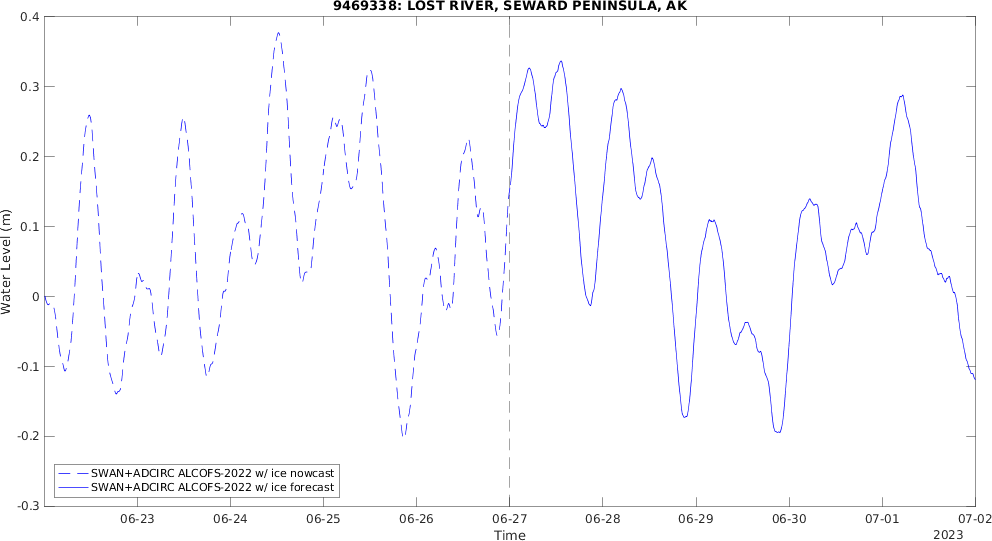 9469338: LOST RIVER, SEWARD PENINSULA, AK
0.4
0.3
0.2
0.1
0
-0.1
-0.2
-0.3
Water Level (m)
SWAN+ADCIRC ALCOFS-2022 w/ ice nowcast
SWAN+ADCIRC ALCOFS-2022 w/ ice forecast
06-23 06-24 06-25 06-26 06-27 06-28 06-29 06-30 07-01 07-02
Time
2023